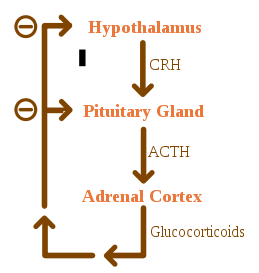 Hypothalamus
CRH
Pituitary Gland
ACTH
Adrenal Cortex
Glucocorticoids